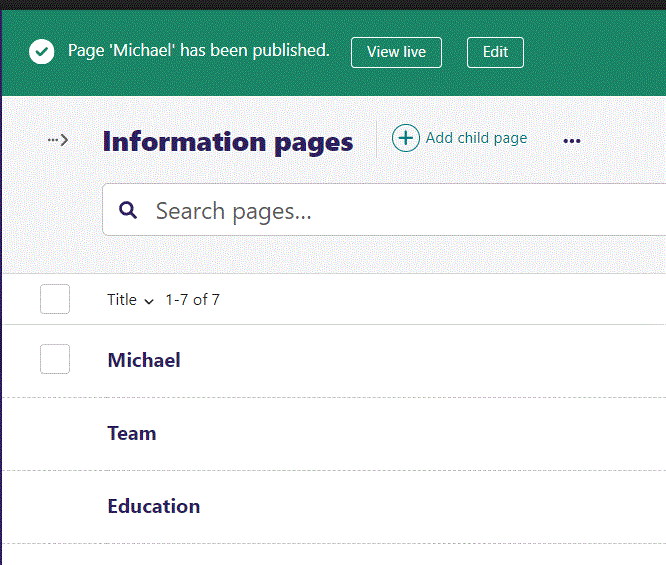 Page 'Michael' has been published. View live Edit
Information pages Add child page
Search pages...
Title 1-7 of 7
Michael
Team
Education